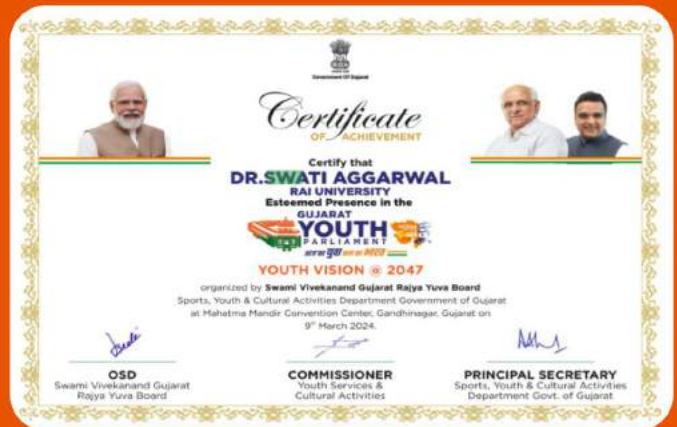 Government Of Gujarat
Certificate
OF ACHIEVEMENT
Certify that
DR.SWATI AGGARWAL
RAI UNIVERSITY
Esteemed Presence in the
GUJARAT
YOUTH
PARLIAMENT
आज का युवा कल का भारत
YOUTH VISION @ 2047
organized by Swami Vivekanand Gujarat Rajya Yuva Board
Sports, Youth & Cultural Activities Department Government of Gujarat
at Mahatma Mandir Convention Center, Gandhinagar, Gujarat on
9th March 2024.
OSD
Swami Vivekanand Gujarat
Rajya Yuva Board
COMMISSIONER
Youth Services &
Cultural Activities
PRINCIPAL SECRETARY
Sports, Youth & Cultural Activities
Department Govt. of Gujarat